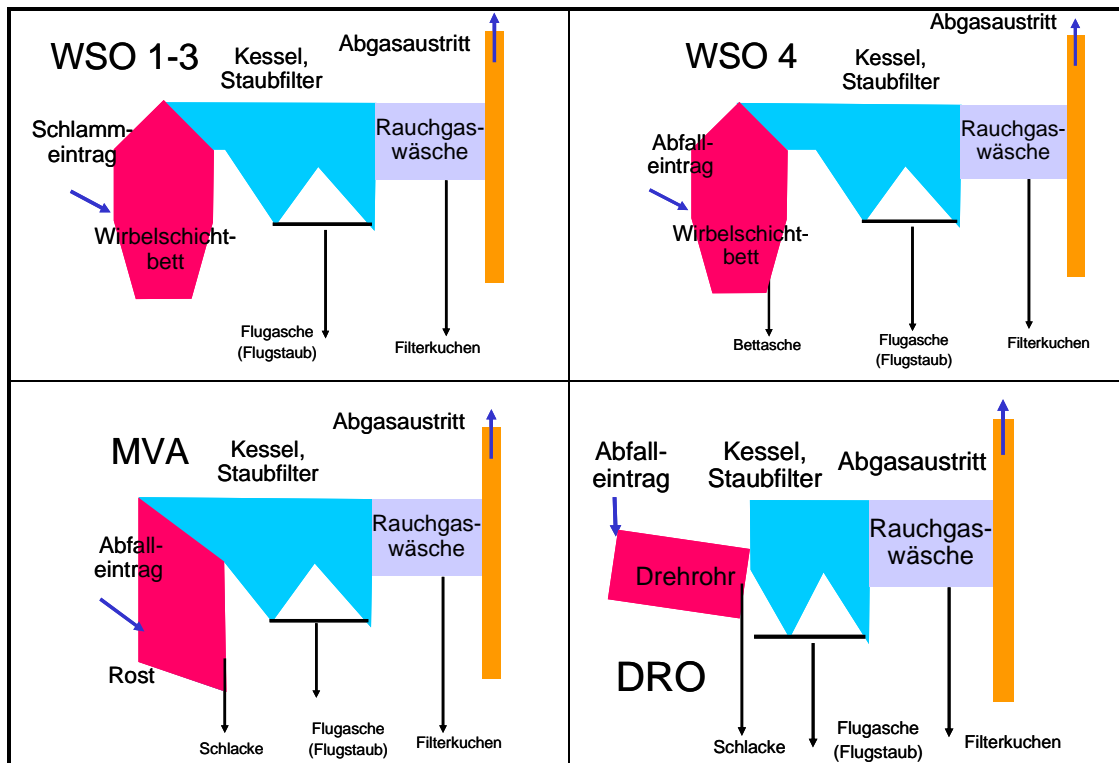 WSO 1-3
Kessel,
Staubfilter
Abgasaustritt
Schlamm-
eintrag
Rauchgas-
wäsche
Wirbelschicht-
bett
Flugasche
(Flugstaub)
Filterkuchen
WSO 4
Kessel,
Staubfilter
Abgasaustritt
Abfall-
eintrag
Rauchgas-
wäsche
Wirbelschicht-
bett
Bettasche
Flugasche
(Flugstaub)
Filterkuchen
MVA
Kessel,
Staubfilter
Abgasaustritt
Abfall-
eintrag
Rauchgas-
wäsche
Rost
Schlacke
Flugasche
(Flugstaub)
Filterkuchen
Abfall-
eintrag
Kessel,
Staubfilter
Abgasaustritt
Rauchgas-
wäsche
Drehrohr
DRO
Schlacke
Flugasche
(Flugstaub)
Filterkuchen